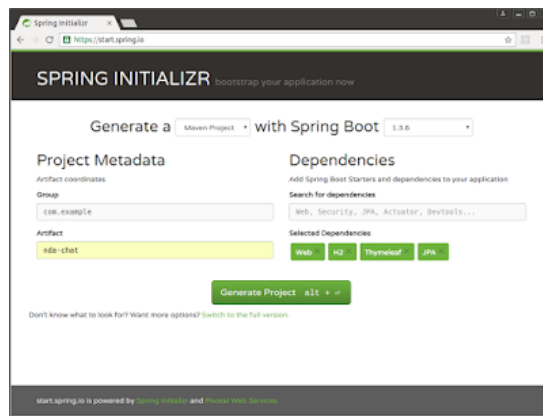 Spring Initializr
https://start.spring.io
SPRING INITIALIZR bootstrap your application now
Generate a Maven Project with Spring Boot 1.3.6
Project Metadata
Artifact coordinates
Group
com.example
Artifact
mda-chat
Dependencies
Add Spring Boot Starters and dependencies to your application
Search for dependencies
Web, Security, JPA, Actuator, Devtools...
Selected Dependencies
Web H2 Thymeleaf JPA
Generate Project alt +
Don't know what to look for? Want more options? Switch to the full version.
start.spring.io is powered by Spring Initializr and Pivotal Web Services